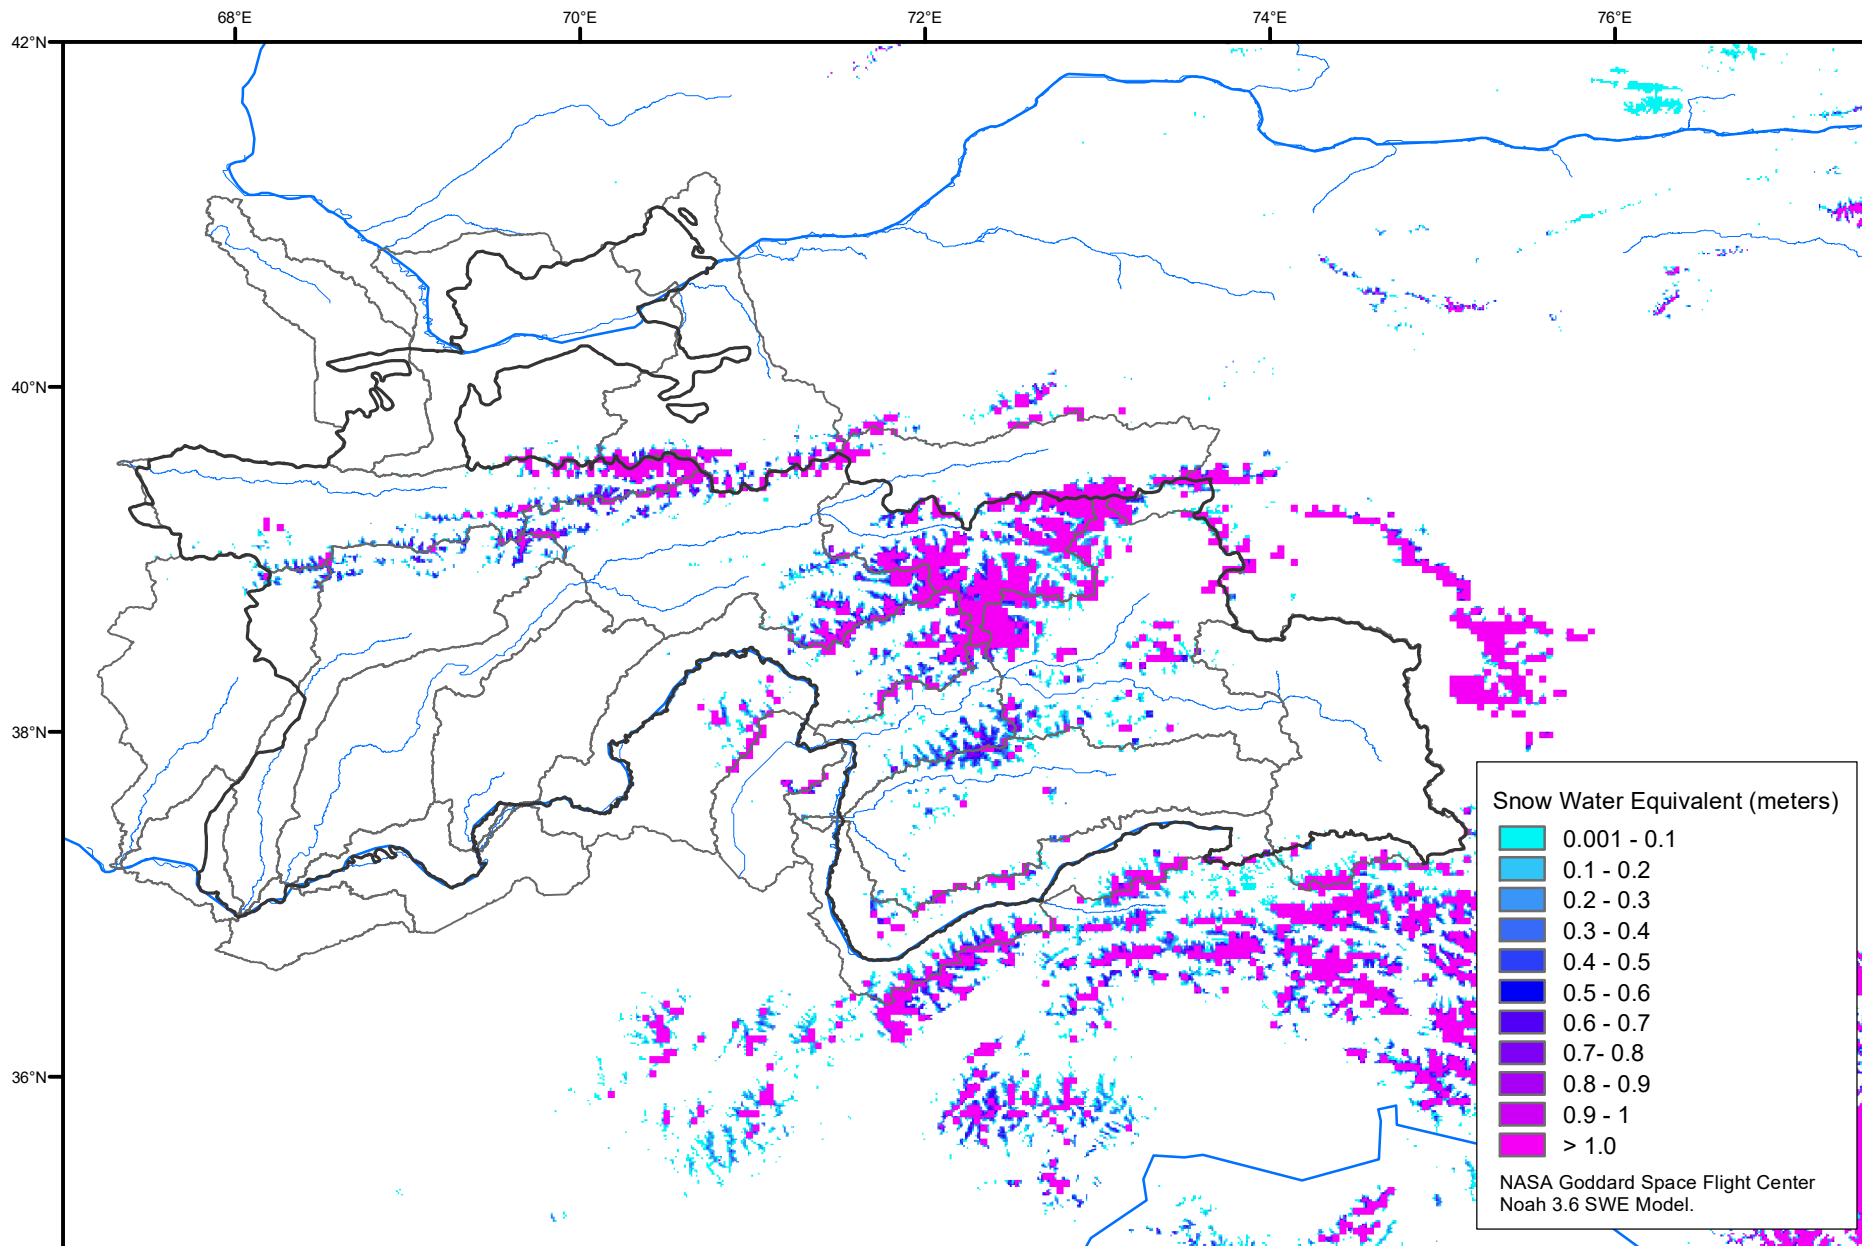 68°E 70°E 72°E 74°E 76°E
42°N
40°N
38°N
36°N
Snow Water Equivalent (meters)
0.001 - 0.1
0.1 - 0.2
0.2 - 0.3
0.3 - 0.4
0.4 - 0.5
0.5 - 0.6
0.6 - 0.7
0.7- 0.8
0.8 - 0.9
0.9 - 1
> 1.0
NASA Goddard Space Flight Center
Noah 3.6 SWE Model.